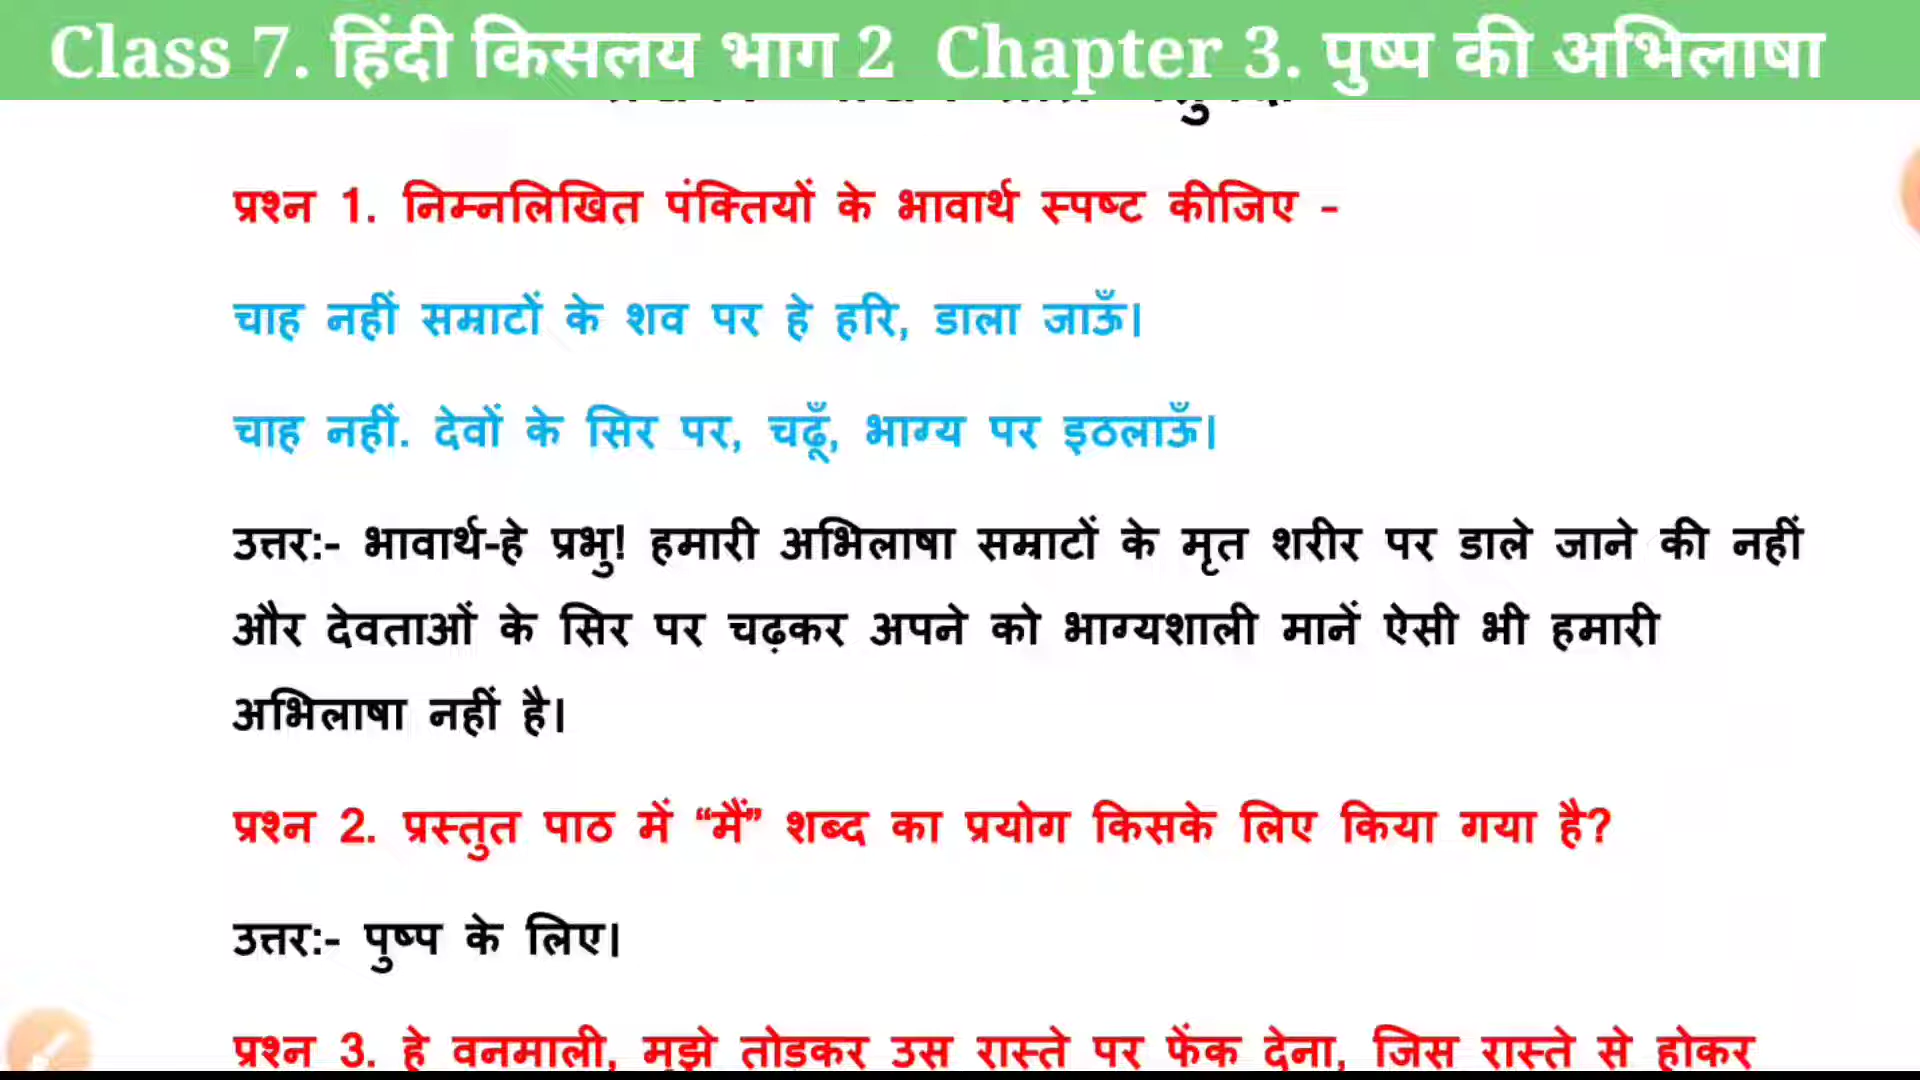 Class 7. हिंदी किसलय भाग 2 Chapter 3. पुष्प की अभिलाषा
प्रश्न 1. निम्नलिखित पंक्तियों के भावार्थ स्पष्ट कीजिए -
चाह नहीं सम्राटों के शव पर हे हरि, डाला जाऊँ।
चाह नहीं. देवों के सिर पर, चढ़ूँ, भाग्य पर इठलाऊँ।
उत्तर:- भावार्थ-हे प्रभु! हमारी अभिलाषा सम्राटों के मृत शरीर पर डाले जाने की नहीं
और देवताओं के सिर पर चढ़कर अपने को भाग्यशाली मानें ऐसी भी हमारी
अभिलाषा नहीं है।
प्रश्न 2. प्रस्तुत पाठ में “मैं” शब्द का प्रयोग किसके लिए किया गया है?
उत्तर:- पुष्प के लिए।
प्रश्न 3. हे वनमाली, मुझे तोडकर उस रास्ते पर फेंक देना, जिस रास्ते से होकर